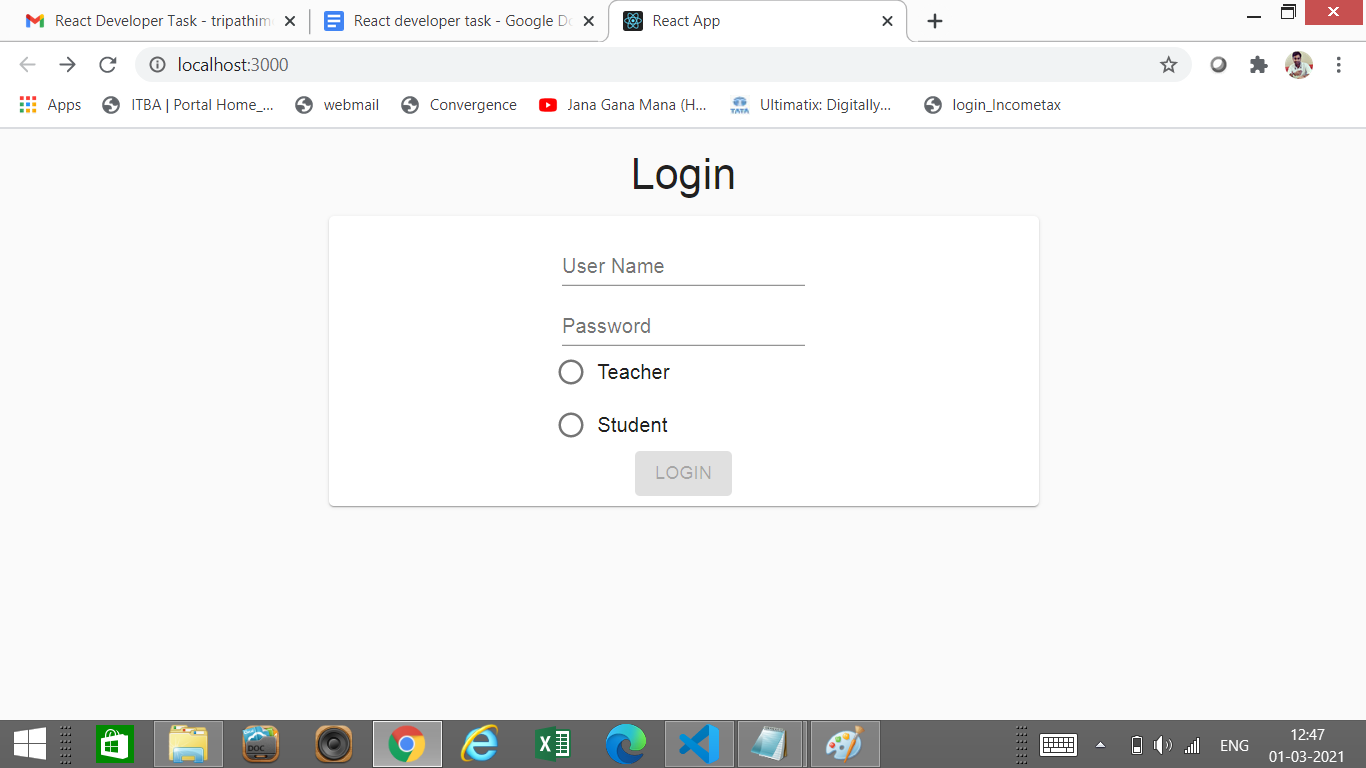 React Developer Task - tripathim
React developer task - Google Do
React App
localhost:3000
Apps
ITBA | Portal Home_...
webmail
Convergence
Jana Gana Mana (H...
TATA
Ultimatix: Digitally...
login_Incometax
Login
User Name
Password
Teacher
Student
LOGIN
DOC
ENG
12:47
01-03-2021